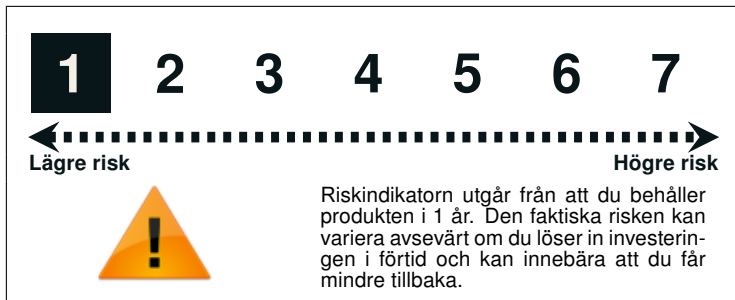 1 2 3 4 5 6 7
Lägre risk Högre risk
!
Riskindikatorn utgår från att du behåller
produkten i 1 år. Den faktiska risken kan
variera avsevärt om du löser in investerin-
gen i förtid och kan innebära att du får
mindre tillbaka.